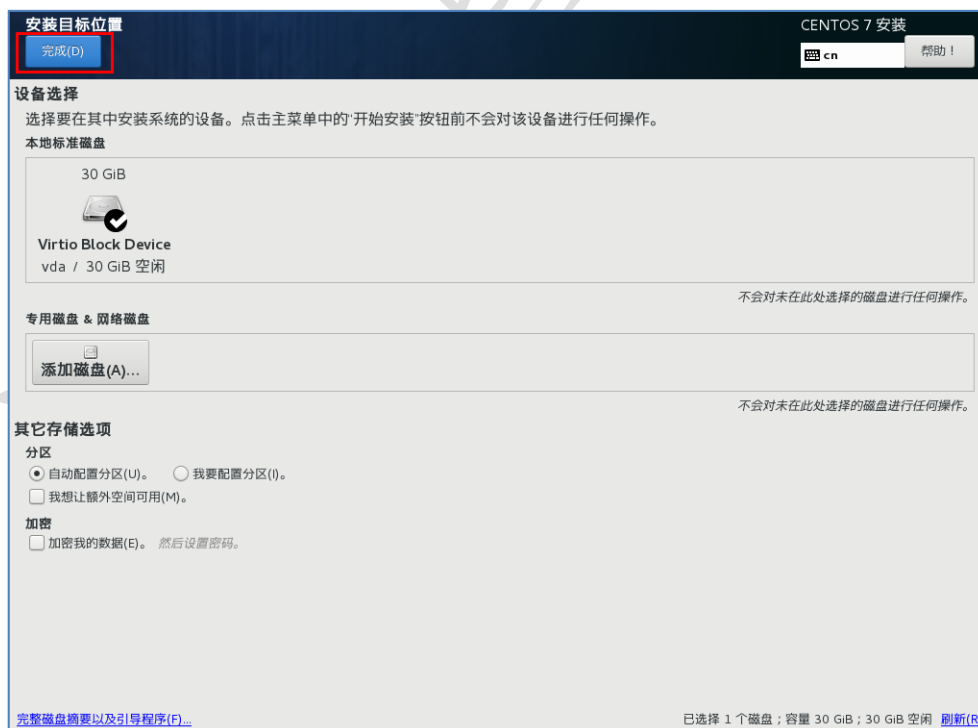 安装目标位置
CENTOS 7 安装
完成(D)
cn
帮助！
设备选择
选择要在其中安装系统的设备。点击主菜单中的"开始安装"按钮前不会对该设备进行任何操作。
本地标准磁盘
30 GiB
Virtio Block Device
vda / 30 GiB 空闲
不会对未在此处选择的磁盘进行任何操作。
专用磁盘 & 网络磁盘
添加磁盘(A)...
不会对未在此处选择的磁盘进行任何操作。
其它存储选项
分区
自动配置分区(U)。 我要配置分区(I)。
我想让额外空间可用(M)。
加密
加密我的数据(E)。 然后设置密码。
完整磁盘摘要以及引导程序(F)... 已选择 1 个磁盘；容量 30 GiB；30 GiB 空闲 刷新(R